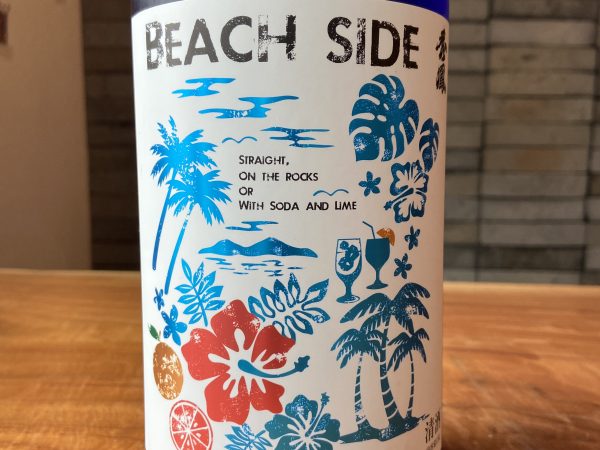 BEACH SIDE
STRAIGHT,
ON THE ROCKS
OR
WITH SODA AND LIME
清酒